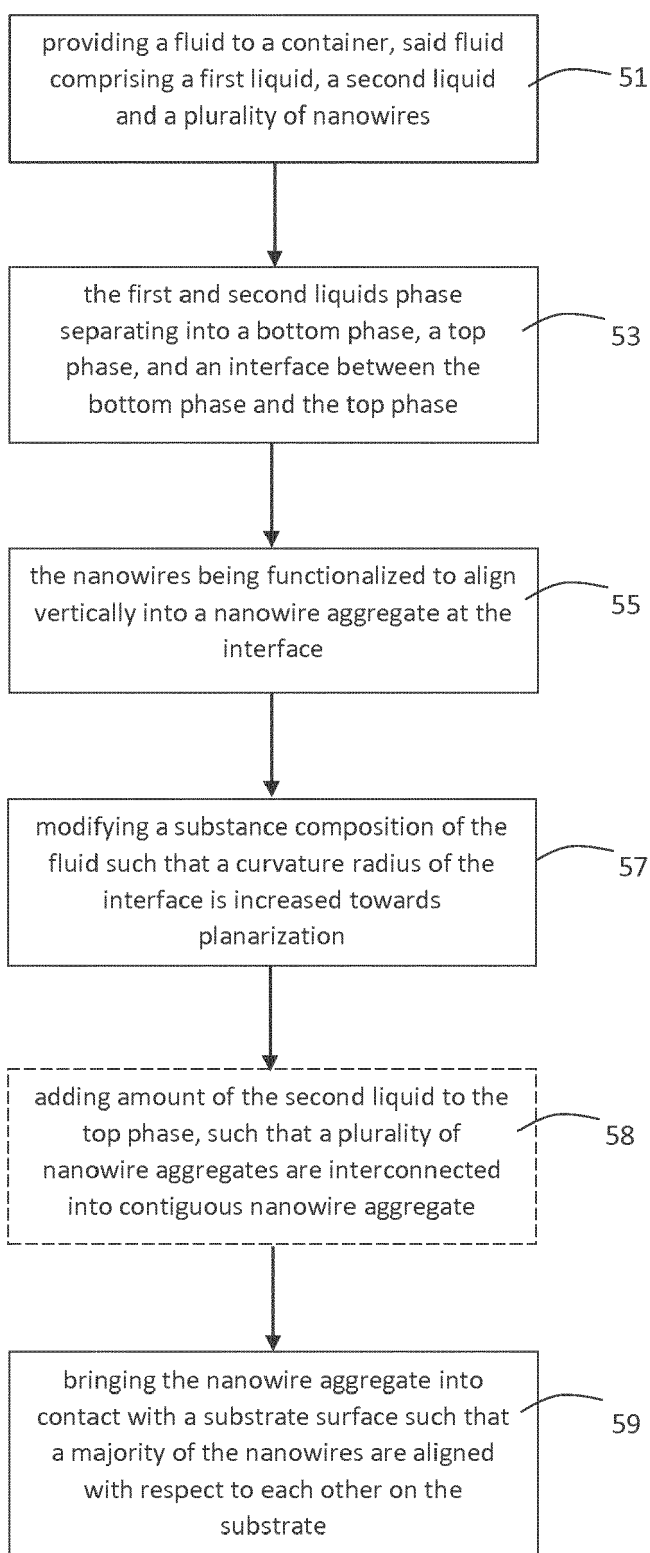 providing a fluid to a container, said fluid
comprising a first liquid, a second liquid
and a plurality of nanowires
51
the first and second liquids phase
separating into a bottom phase, a top
phase, and an interface between the
bottom phase and the top phase
53
the nanowires being functionalized to align
vertically into a nanowire aggregate at the
interface
55
modifying a substance composition of the
fluid such that a curvature radius of the
interface is increased towards
planarization
57
adding amount of the second liquid to the
top phase, such that a plurality of
nanowire aggregates are interconnected
into contiguous nanowire aggregate
58
bringing the nanowire aggregate into
contact with a substrate surface such that
a majority of the nanowires are aligned
with respect to each other on the
substrate
59